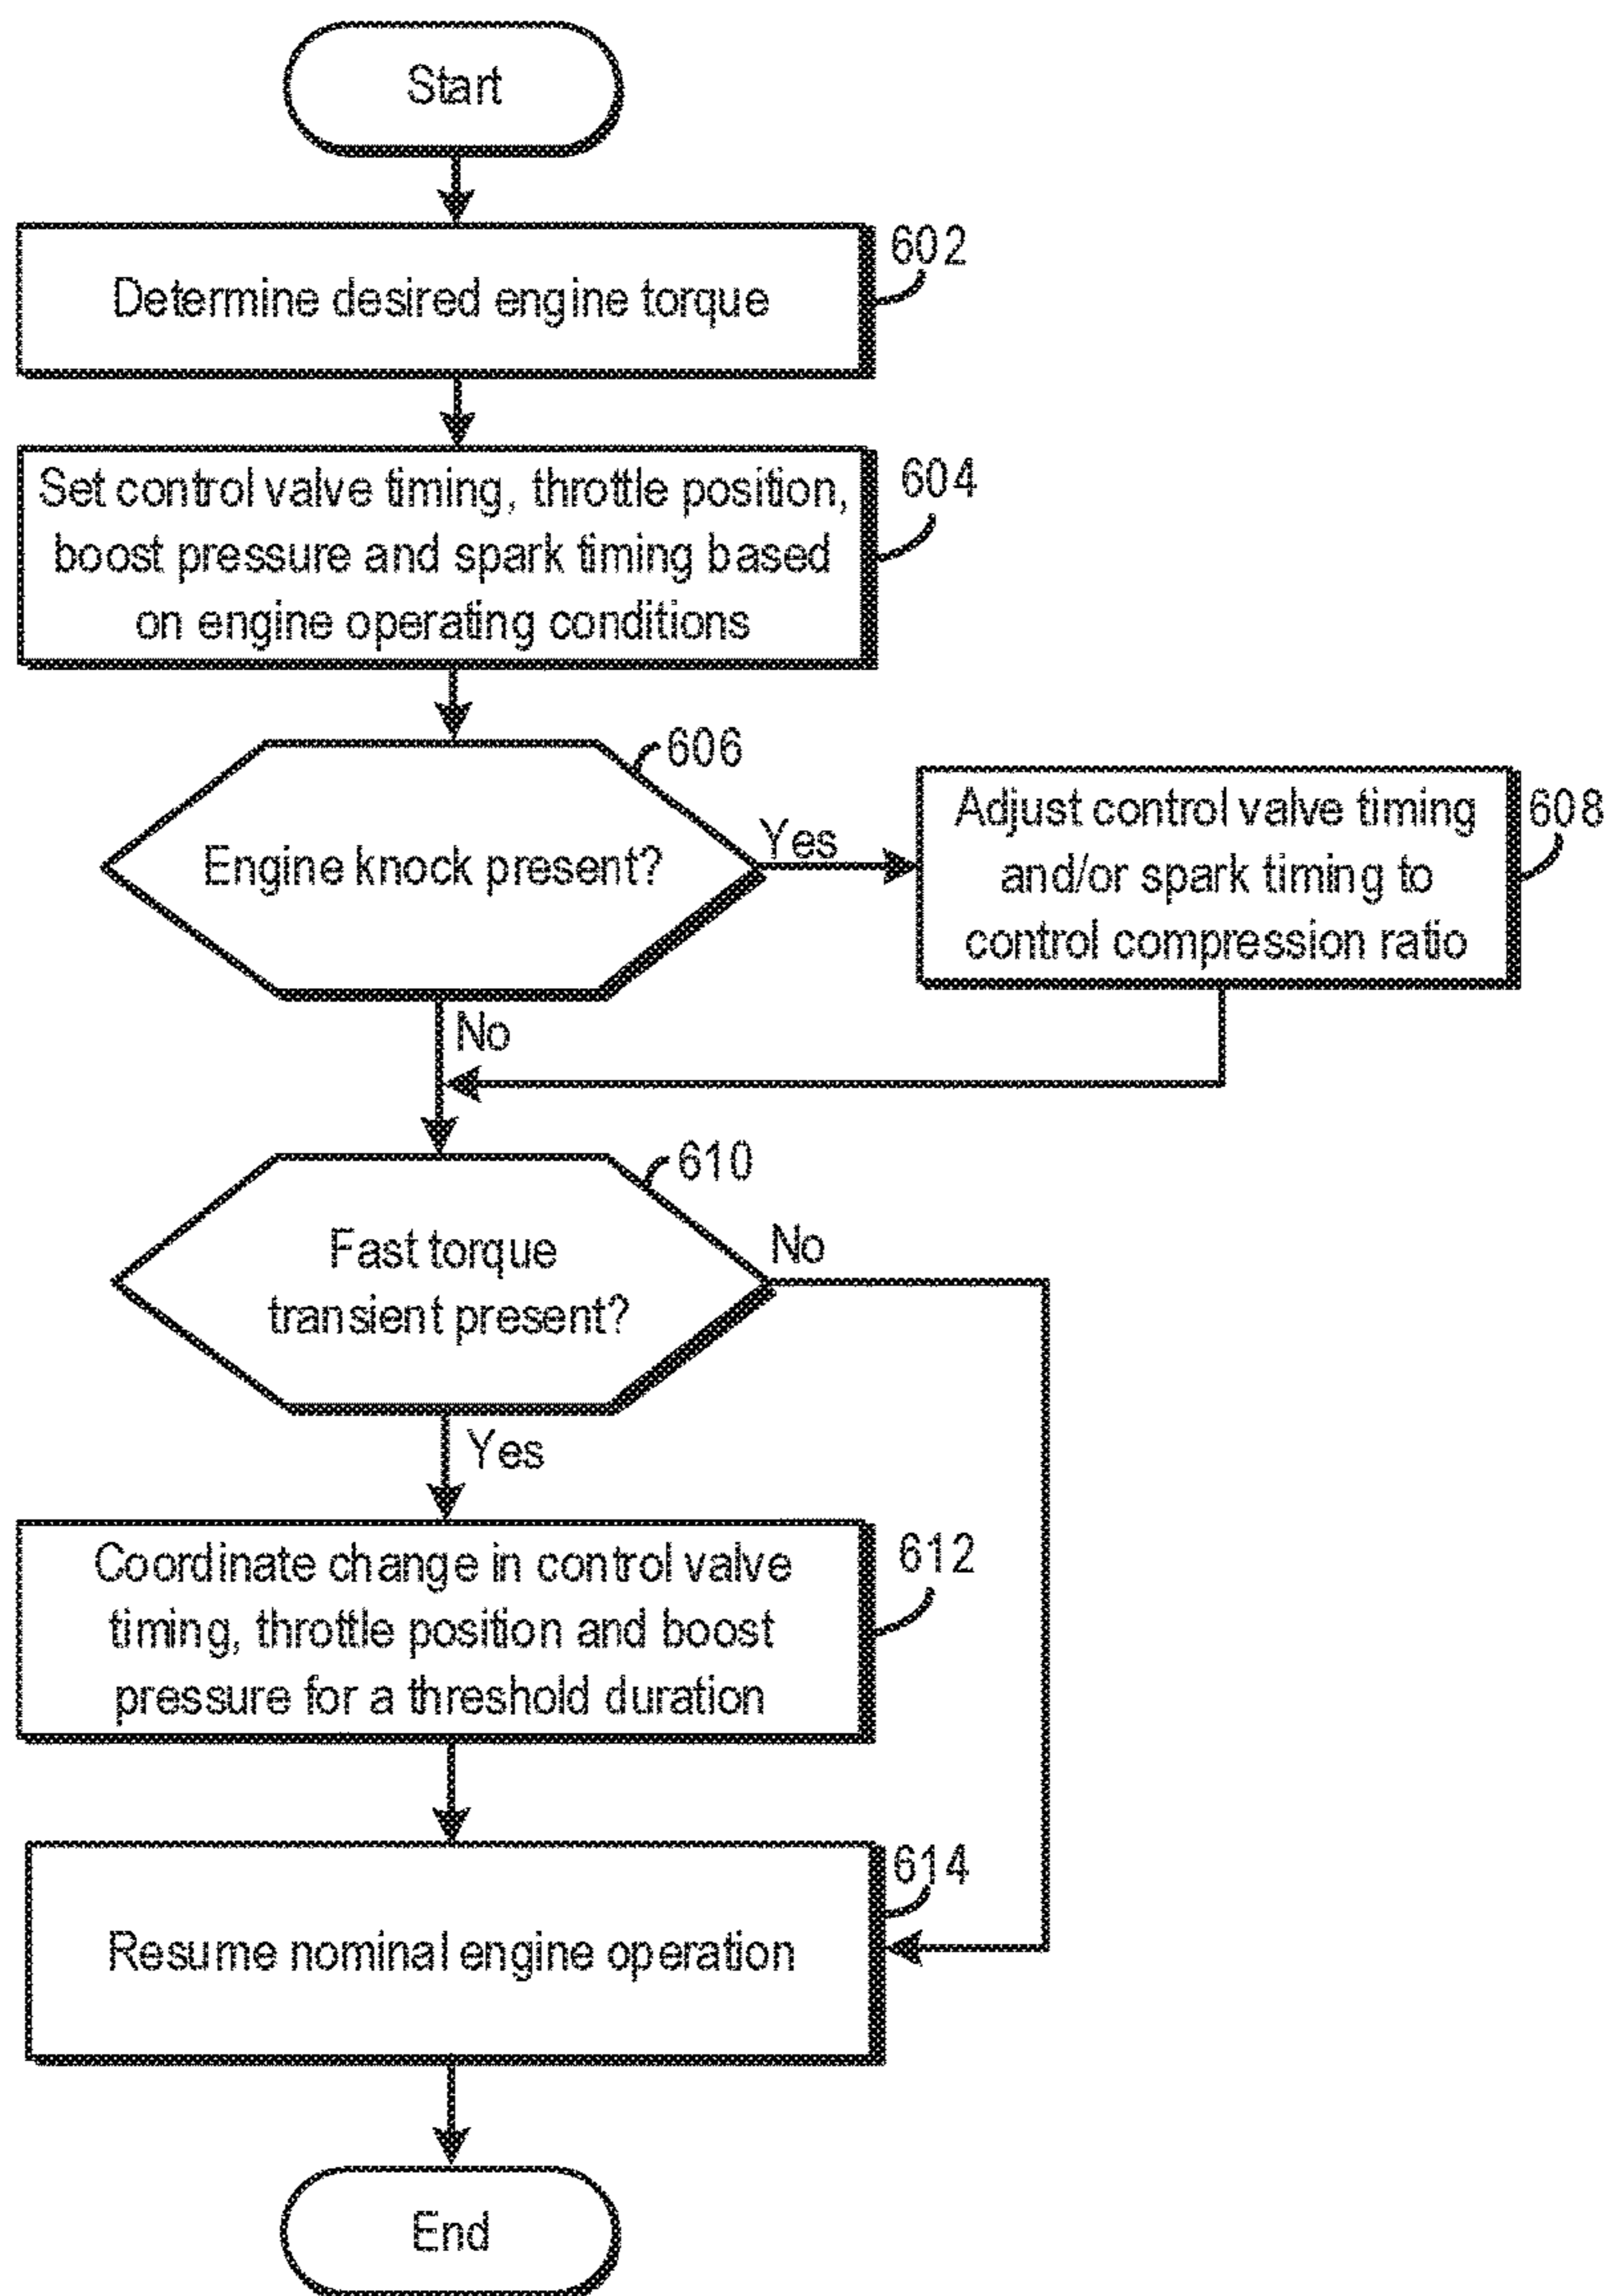 Start
602
Determine desired engine torque
604
Set control valve timing, throttle position,
boost pressure and spark timing based
on engine operating conditions
606
Engine knock present?
Yes
608
Adjust control valve timing
and/or spark timing to
control compression ratio
No
610
Fast torque
transient present?
No
Yes
612
Coordinate change in control valve
timing, throttle position and boost
pressure for a threshold duration
614
Resume nominal engine operation
End